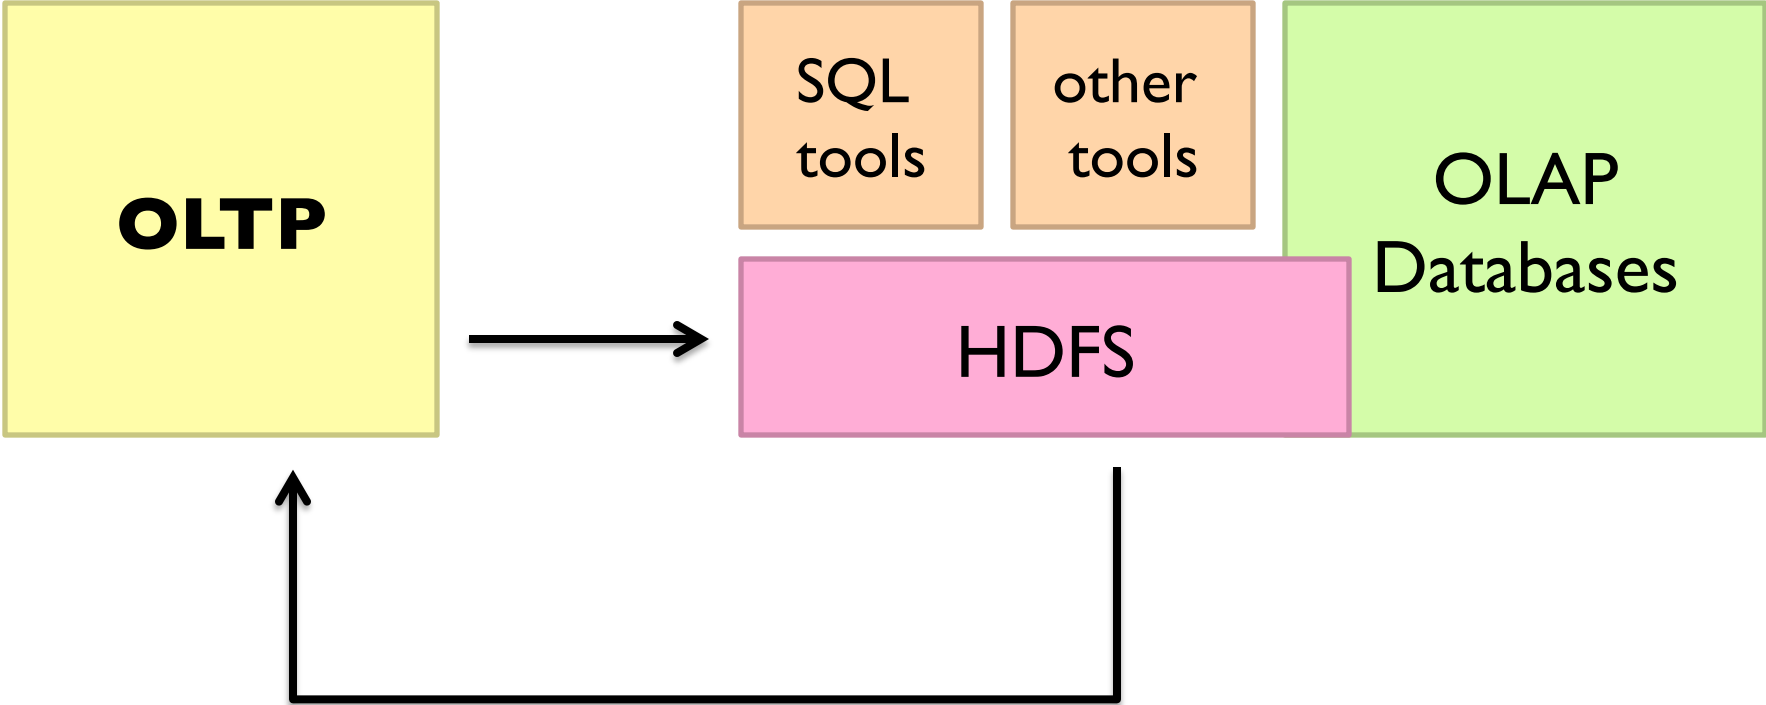 OLTP
SQL
tools
other
tools
OLAP
Databases
HDFS